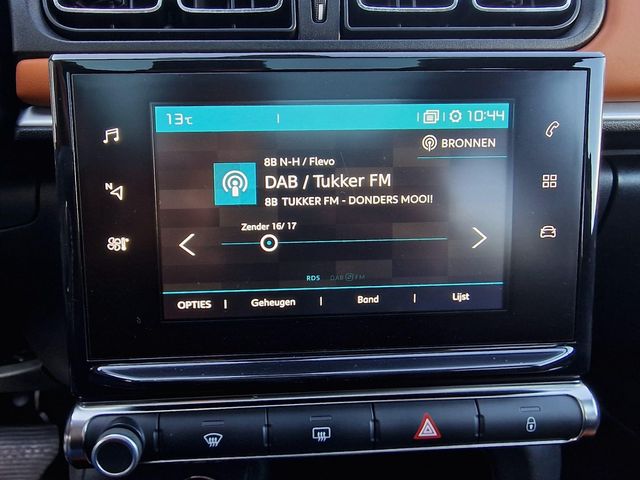 13°C
10:44
BRONNEN
8B N-H / Flevo
DAB / Tukker FM
8B TUKKER FM - DONDERS MOOI!
Zender 16/ 17
N
RDS DAB FM
OPTIES | Geheugen | Band | Lijst